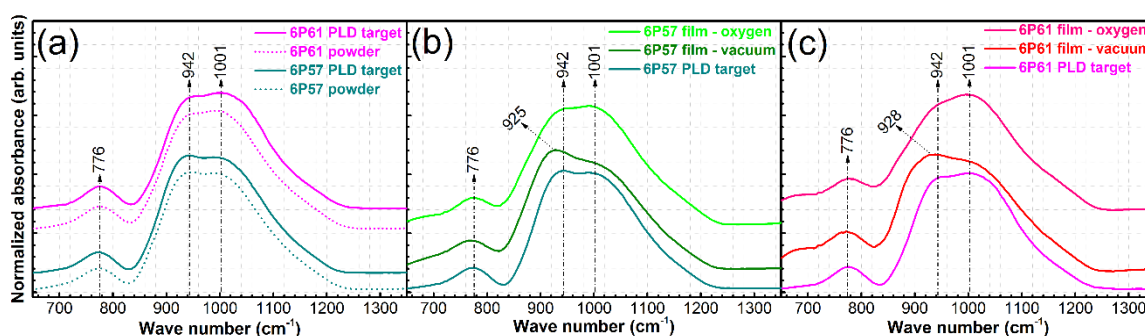 Normalized absorbance (arb. units)
(a)
6P61 PLD target
6P61 powder
6P57 PLD target
6P57 powder
776
942
1001
700 800 900 1000 1100 1200 1300
Wave number (cm-1)
(b)
6P57 film - oxygen
6P57 film - vacuum
6P57 PLD target
776
925
942
1001
700 800 900 1000 1100 1200 1300
Wave number (cm-1)
(c)
6P61 film - oxygen
6P61 film - vacuum
6P61 PLD target
776
928
942
1001
700 800 900 1000 1100 1200 1300
Wave number (cm-1)